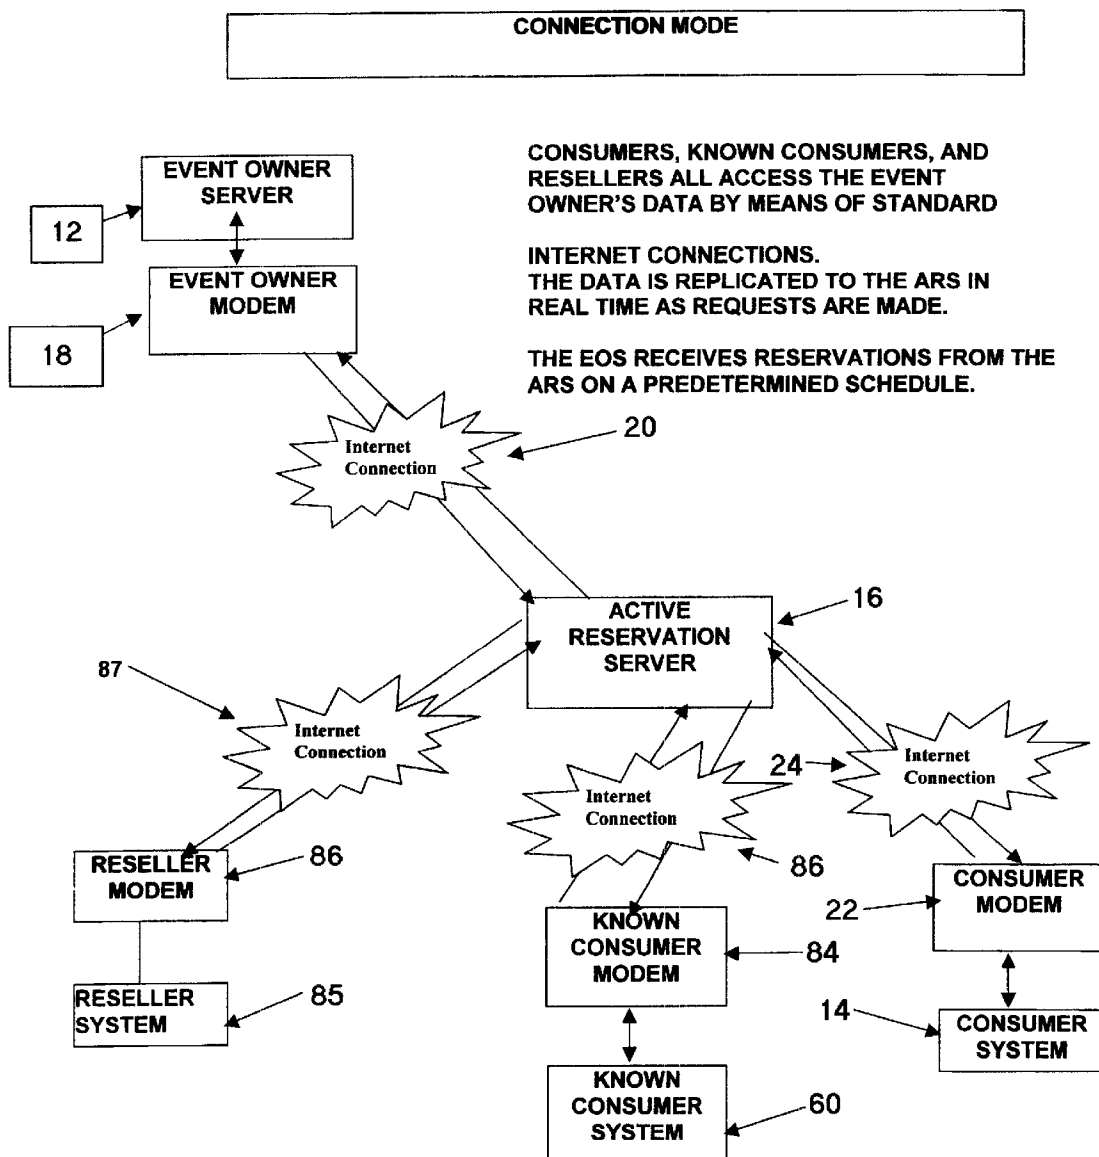 CONNECTION MODE
EVENT OWNER
SERVER
12
EVENT OWNER
MODEM
18
CONSUMERS, KNOWN CONSUMERS, AND
RESELLERS ALL ACCESS THE EVENT
OWNER'S DATA BY MEANS OF STANDARD
INTERNET CONNECTIONS.
THE DATA IS REPLICATED TO THE ARS IN
REAL TIME AS REQUESTS ARE MADE.
THE EOS RECEIVES RESERVATIONS FROM THE
ARS ON A PREDETERMINED SCHEDULE.
Internet
Connection
20
ACTIVE
RESERVATION
SERVER
16
87
Internet
Connection
Internet
Connection
86
24
Internet
Connection
RESELLER
MODEM
86
RESELLER
SYSTEM
85
KNOWN
CONSUMER
MODEM
84
KNOWN
CONSUMER
SYSTEM
60
22
CONSUMER
MODEM
14
CONSUMER
SYSTEM